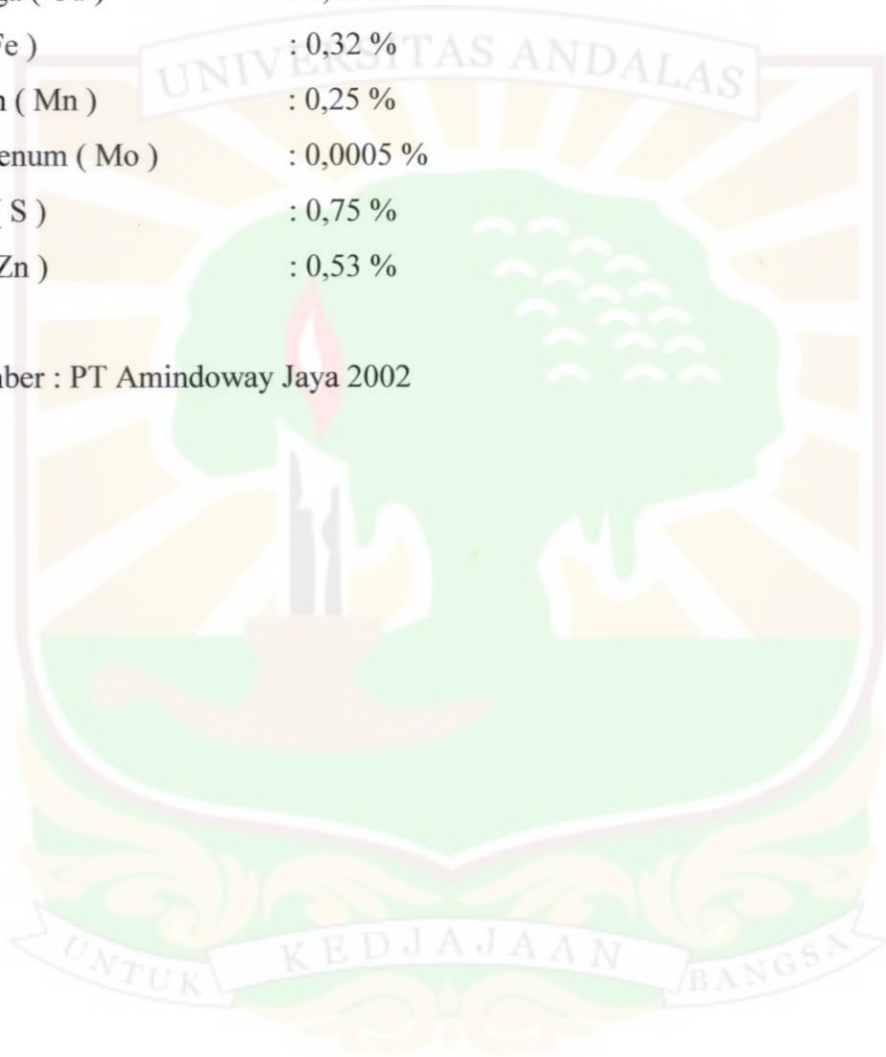 : 0,32 %
( Mn ) : 0,25 %
( Mo ) : 0,0005 %
S ) : 0,75 %
Zn ) : 0,53 %
: PT Amindoway Jaya 2002
UNIVERSITAS ANDALAS
UNTUK KEDJAJAAN BANGSA